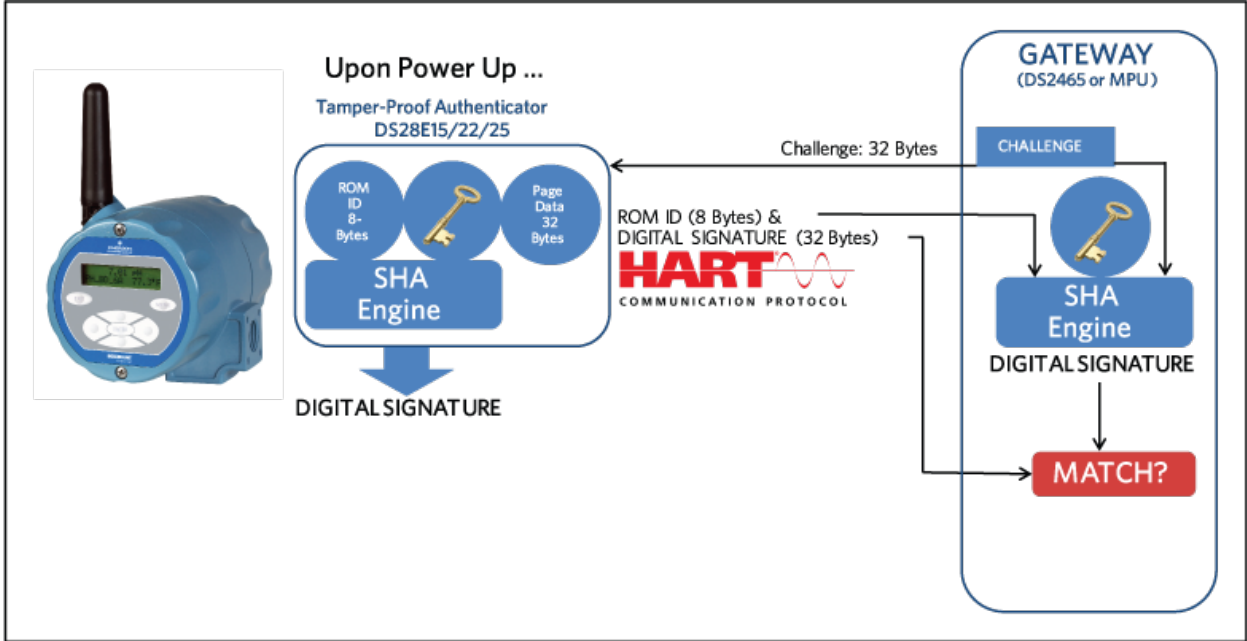 Upon Power Up ...
Tamper-Proof Authenticator
DS28E15/22/25
ROM
ID
8-
Bytes
Page
Data
32
Bytes
SHA
Engine
DIGITAL SIGNATURE
Challenge: 32 Bytes
ROM ID (8 Bytes) &
DIGITAL SIGNATURE (32 Bytes)
HART
COMMUNICATION PROTOCOL
GATEWAY
(DS2465 or MPU)
CHALLENGE
SHA
Engine
DIGITAL SIGNATURE
MATCH?